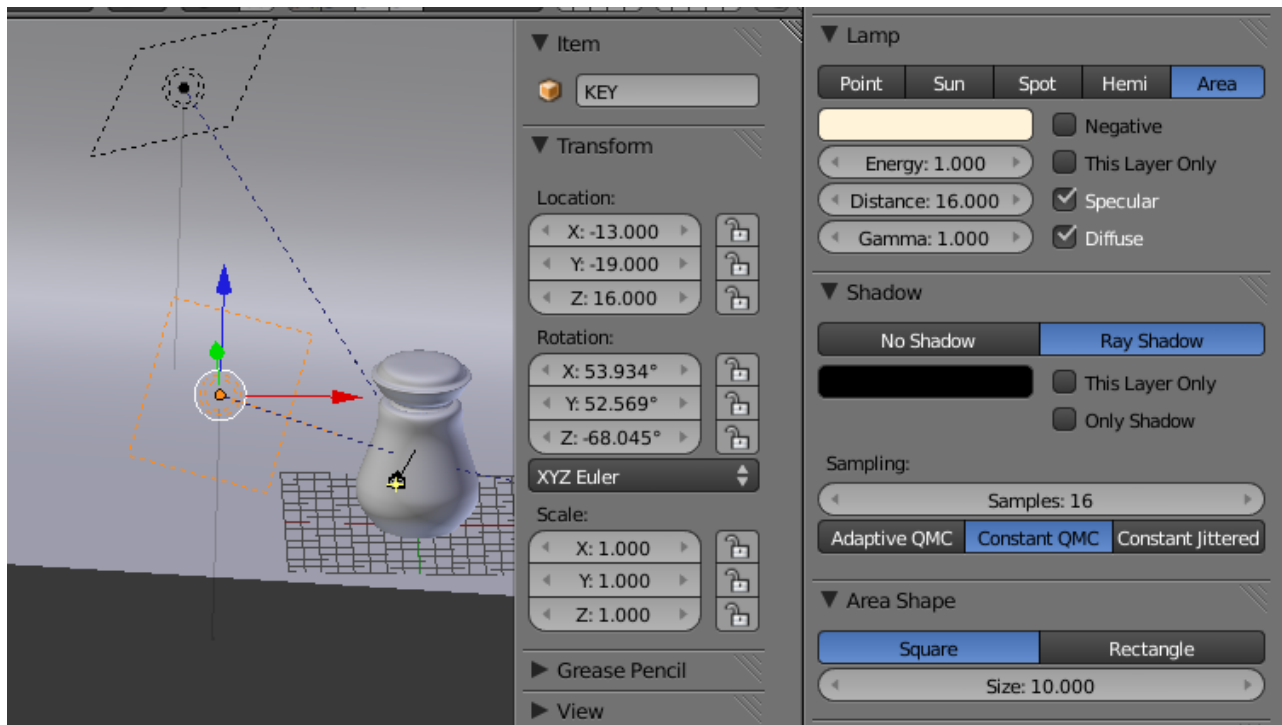 Item
KEY
Transform
Location:
X: -13.000
Y: -19.000
Z: 16.000
Rotation:
X: 53.934°
Y: 52.569°
Z: -68.045°
XYZ Euler
Scale:
X: 1.000
Y: 1.000
Z: 1.000
Grease Pencil
View
Lamp
Point Sun Spot Hemi Area
Negative
Energy: 1.000 This Layer Only
Distance: 16.000 Specular
Gamma: 1.000 Diffuse
Shadow
No Shadow Ray Shadow
This Layer Only
Only Shadow
Sampling:
Samples: 16
Adaptive QMC Constant QMC Constant Jittered
Area Shape
Square Rectangle
Size: 10.000